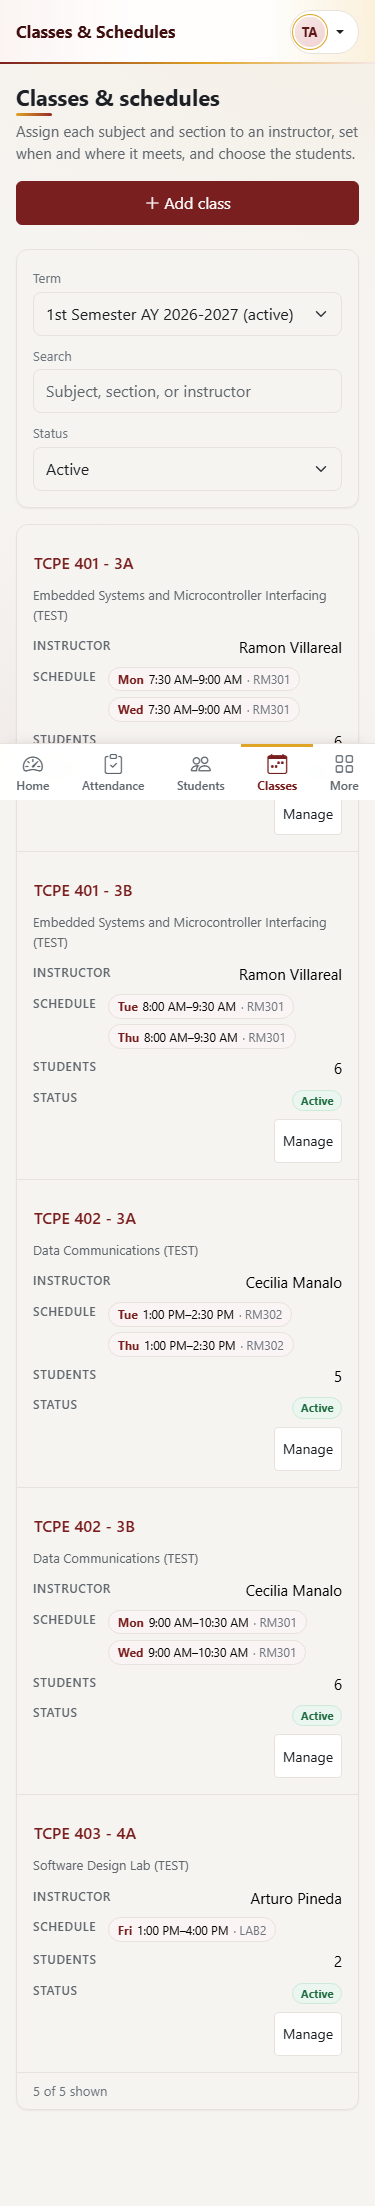 Classes & Schedules
TA
Classes & schedules
Assign each subject and section to an instructor, set
when and where it meets, and choose the students.
+ Add class
Term
1st Semester AY 2026-2027 (active)
Search
Subject, section, or instructor
Status
Active
TCPE 401 - 3A
Embedded Systems and Microcontroller Interfacing
(TEST)
INSTRUCTOR Ramon Villareal
SCHEDULE Mon 7:30 AM–9:00 AM · RM301
Wed 7:30 AM–9:00 AM · RM301
STUDENTS 6
Home Attendance Students Classes More
Manage
TCPE 401 - 3B
Embedded Systems and Microcontroller Interfacing
(TEST)
INSTRUCTOR Ramon Villareal
SCHEDULE Tue 8:00 AM–9:30 AM · RM301
Thu 8:00 AM–9:30 AM · RM301
STUDENTS 6
STATUS Active
Manage
TCPE 402 - 3A
Data Communications (TEST)
INSTRUCTOR Cecilia Manalo
SCHEDULE Tue 1:00 PM–2:30 PM · RM302
Thu 1:00 PM–2:30 PM · RM302
STUDENTS 5
STATUS Active
Manage
TCPE 402 - 3B
Data Communications (TEST)
INSTRUCTOR Cecilia Manalo
SCHEDULE Mon 9:00 AM–10:30 AM · RM301
Wed 9:00 AM–10:30 AM · RM301
STUDENTS 6
STATUS Active
Manage
TCPE 403 - 4A
Software Design Lab (TEST)
INSTRUCTOR Arturo Pineda
SCHEDULE Fri 1:00 PM–4:00 PM · LAB2
STUDENTS 2
STATUS Active
Manage
5 of 5 shown